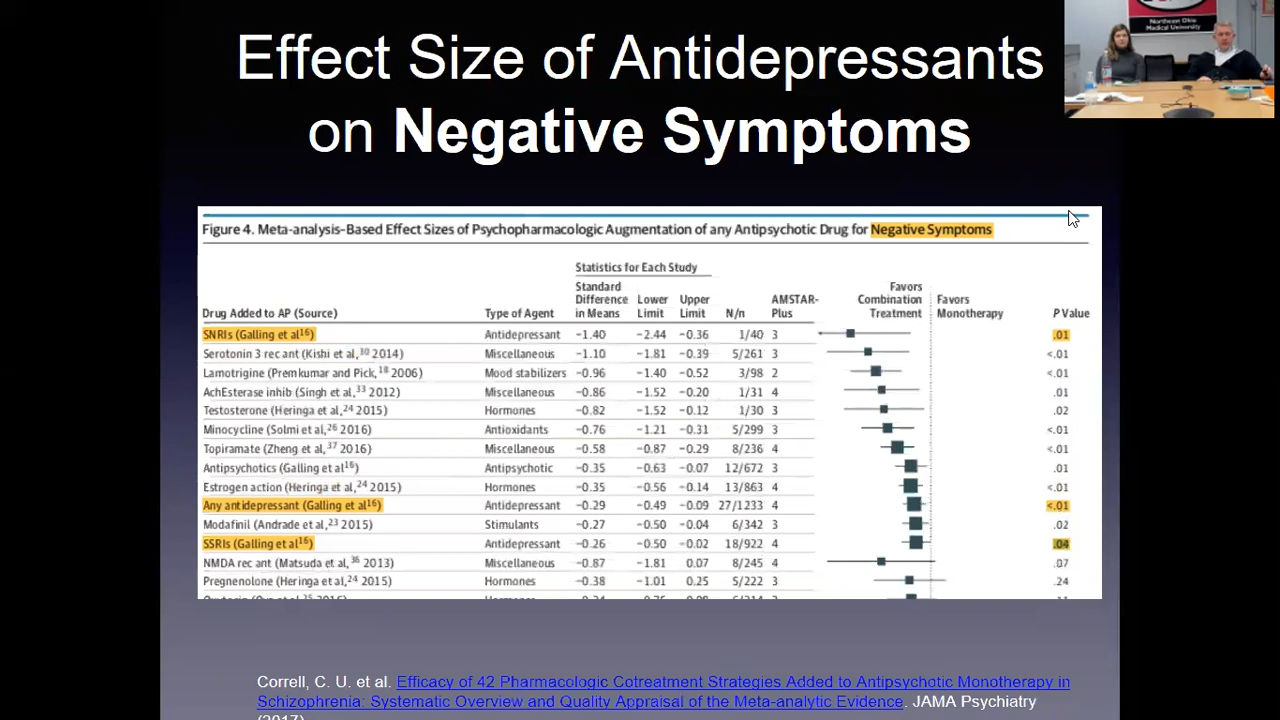 Effect Size of Antidepressants
on Negative Symptoms
Northeast Ohio
Medical University
Figure 4. Meta-analysis-Based Effect Sizes of Psychopharmacologic Augmentation of any Antipsychotic Drug for Negative Symptoms
Statistics for Each Study
Drug Added to AP (Source) Type of Agent Standard Difference in Means Lower Limit Upper Limit N/n AMSTAR-Plus Favors Combination Treatment Favors Monotherapy P Value
SNRIs (Galling et al16) Antidepressant −1.40 −2.44 −0.36 1/40 3 .01
Serotonin 3 rec ant (Kishi et al,30 2014) Miscellaneous −1.10 −1.81 −0.39 5/261 3 <.01
Lamotrigine (Premkumar and Pick,18 2006) Mood stabilizers −0.96 −1.40 −0.52 3/98 2 <.01
AchEsterase inhib (Singh et al,33 2012) Miscellaneous −0.86 −1.52 −0.20 1/31 4 .01
Testosterone (Heringa et al,24 2015) Hormones −0.82 −1.52 −0.12 1/30 3 .02
Minocycline (Solmi et al,26 2016) Antioxidants −0.76 −1.21 −0.31 5/299 3 <.01
Topiramate (Zheng et al,37 2016) Miscellaneous −0.58 −0.87 −0.29 8/236 4 <.01
Antipsychotics (Galling et al16) Antipsychotic −0.35 −0.63 −0.07 12/672 3 .01
Estrogen action (Heringa et al,24 2015) Hormones −0.35 −0.56 −0.14 13/863 4 <.01
Any antidepressant (Galling et al16) Antidepressant −0.29 −0.49 −0.09 27/1233 4 <.01
Modafinil (Andrade et al,23 2015) Stimulants −0.27 −0.50 −0.04 6/342 3 .02
SSRIs (Galling et al16) Antidepressant −0.26 −0.50 −0.02 18/922 4 .04
NMDA rec ant (Matsuda et al,36 2013) Miscellaneous −0.87 −1.81 0.07 8/245 4 .07
Pregnenolone (Heringa et al,24 2015) Hormones −0.38 −1.01 0.25 5/222 3 .24
Correll, C. U. et al. Efficacy of 42 Pharmacologic Cotreatment Strategies Added to Antipsychotic Monotherapy in
Schizophrenia: Systematic Overview and Quality Appraisal of the Meta-analytic Evidence. JAMA Psychiatry
(2017)